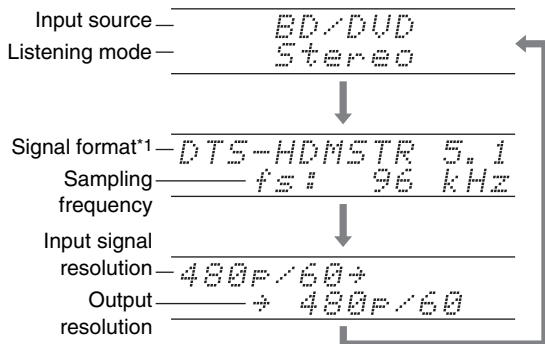 Input source
BD/DVD
Listening mode
Stereo
Signal format*1
DTS-HDMSTR 5.1
Sampling
frequency
fs: 96 kHz
Input signal
resolution
480p/60→
Output
resolution
→ 480p/60